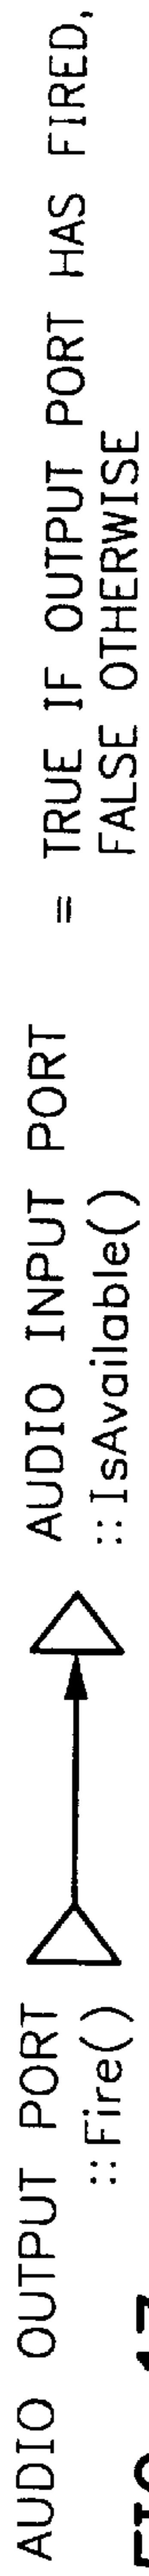 AUDIO OUTPUT PORT
::Fire()
AUDIO INPUT PORT
::IsAvailable()
= TRUE IF OUTPUT PORT HAS FIRED,
FALSE OTHERWISE